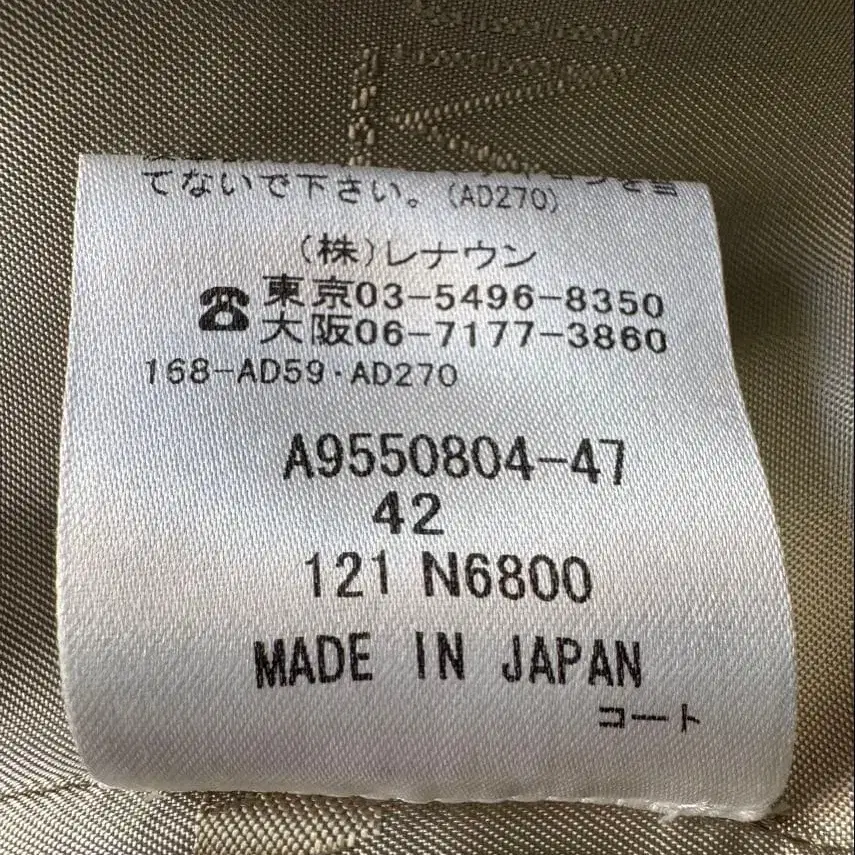 てないで下さい。(AD270)
(株)レナウン
☎ 東京03-5496-8350
大阪06-7177-3860
168-AD59・AD270
A9550804-47
42
121 N6800
MADE IN JAPAN
コート